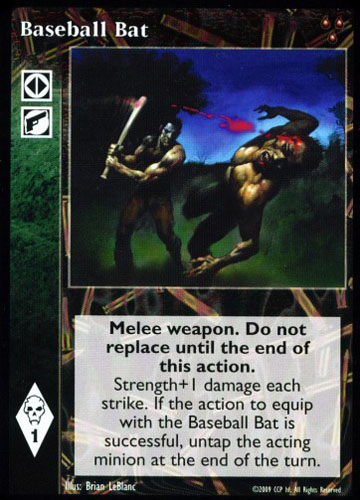 Baseball Bat
Melee weapon. Do not
replace until the end of
this action.
Strength+1 damage each
strike. If the action to equip
with the Baseball Bat is
successful, untap the acting
minion at the end of the turn.
1
Illus: Brian LeBlanc
©2009 CCP hf. All Rights Reserved